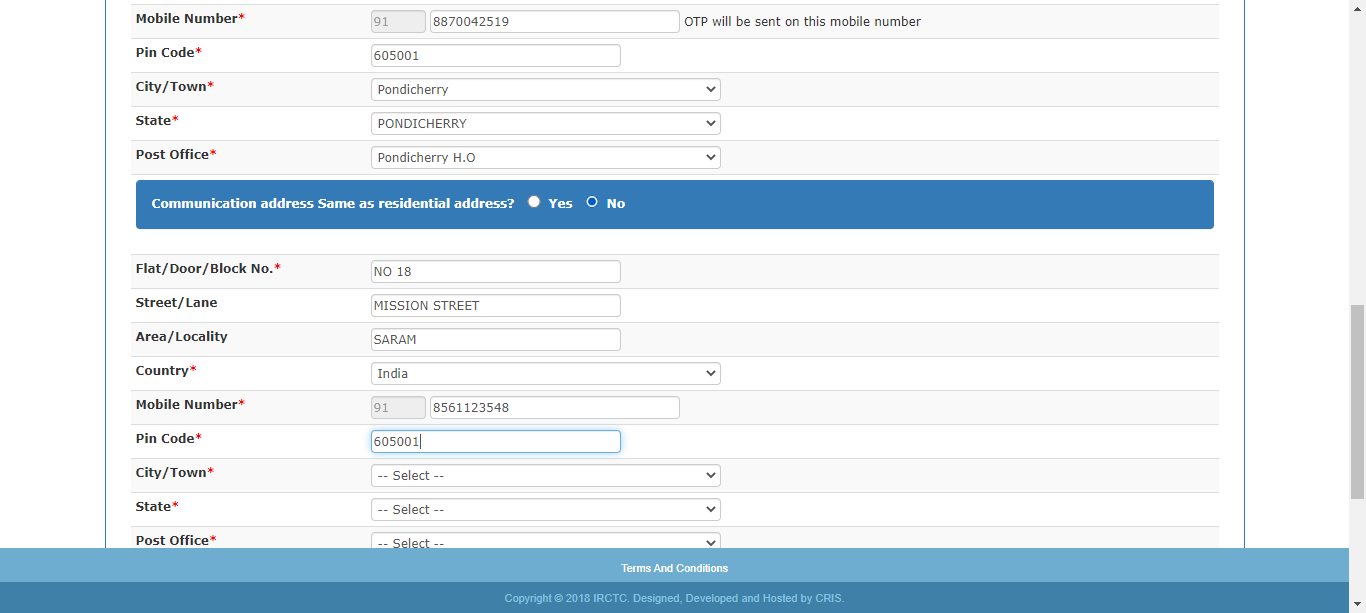 Mobile Number* 91 8870042519 OTP will be sent on this mobile number
Pin Code* 605001
City/Town* Pondicherry
State* PONDICHERRY
Post Office* Pondicherry H.O
Communication address Same as residential address? Yes No
Flat/Door/Block No.* NO 18
Street/Lane MISSION STREET
Area/Locality SARAM
Country* India
Mobile Number* 91 8561123548
Pin Code* 605001
City/Town* -- Select --
State* -- Select --
Post Office* -- Select --
Terms And Conditions
Copyright © 2018 IRCTC. Designed, Developed and Hosted by CRIS.